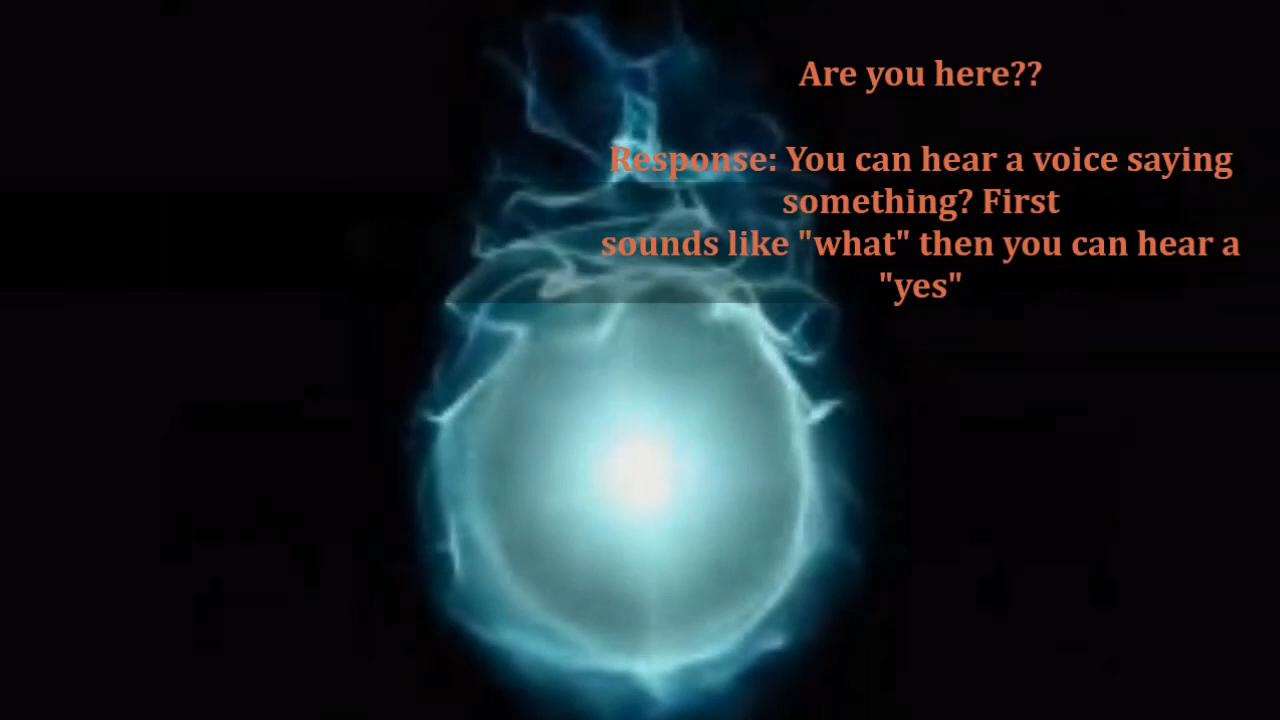 Are you here??
Response: You can hear a voice saying
something? First
sounds like "what" then you can hear a
"yes"